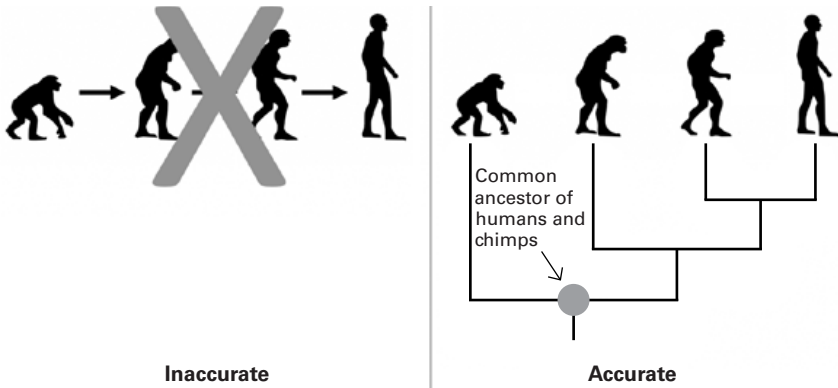 Common
ancestor of
humans and
chimps
Inaccurate
Accurate